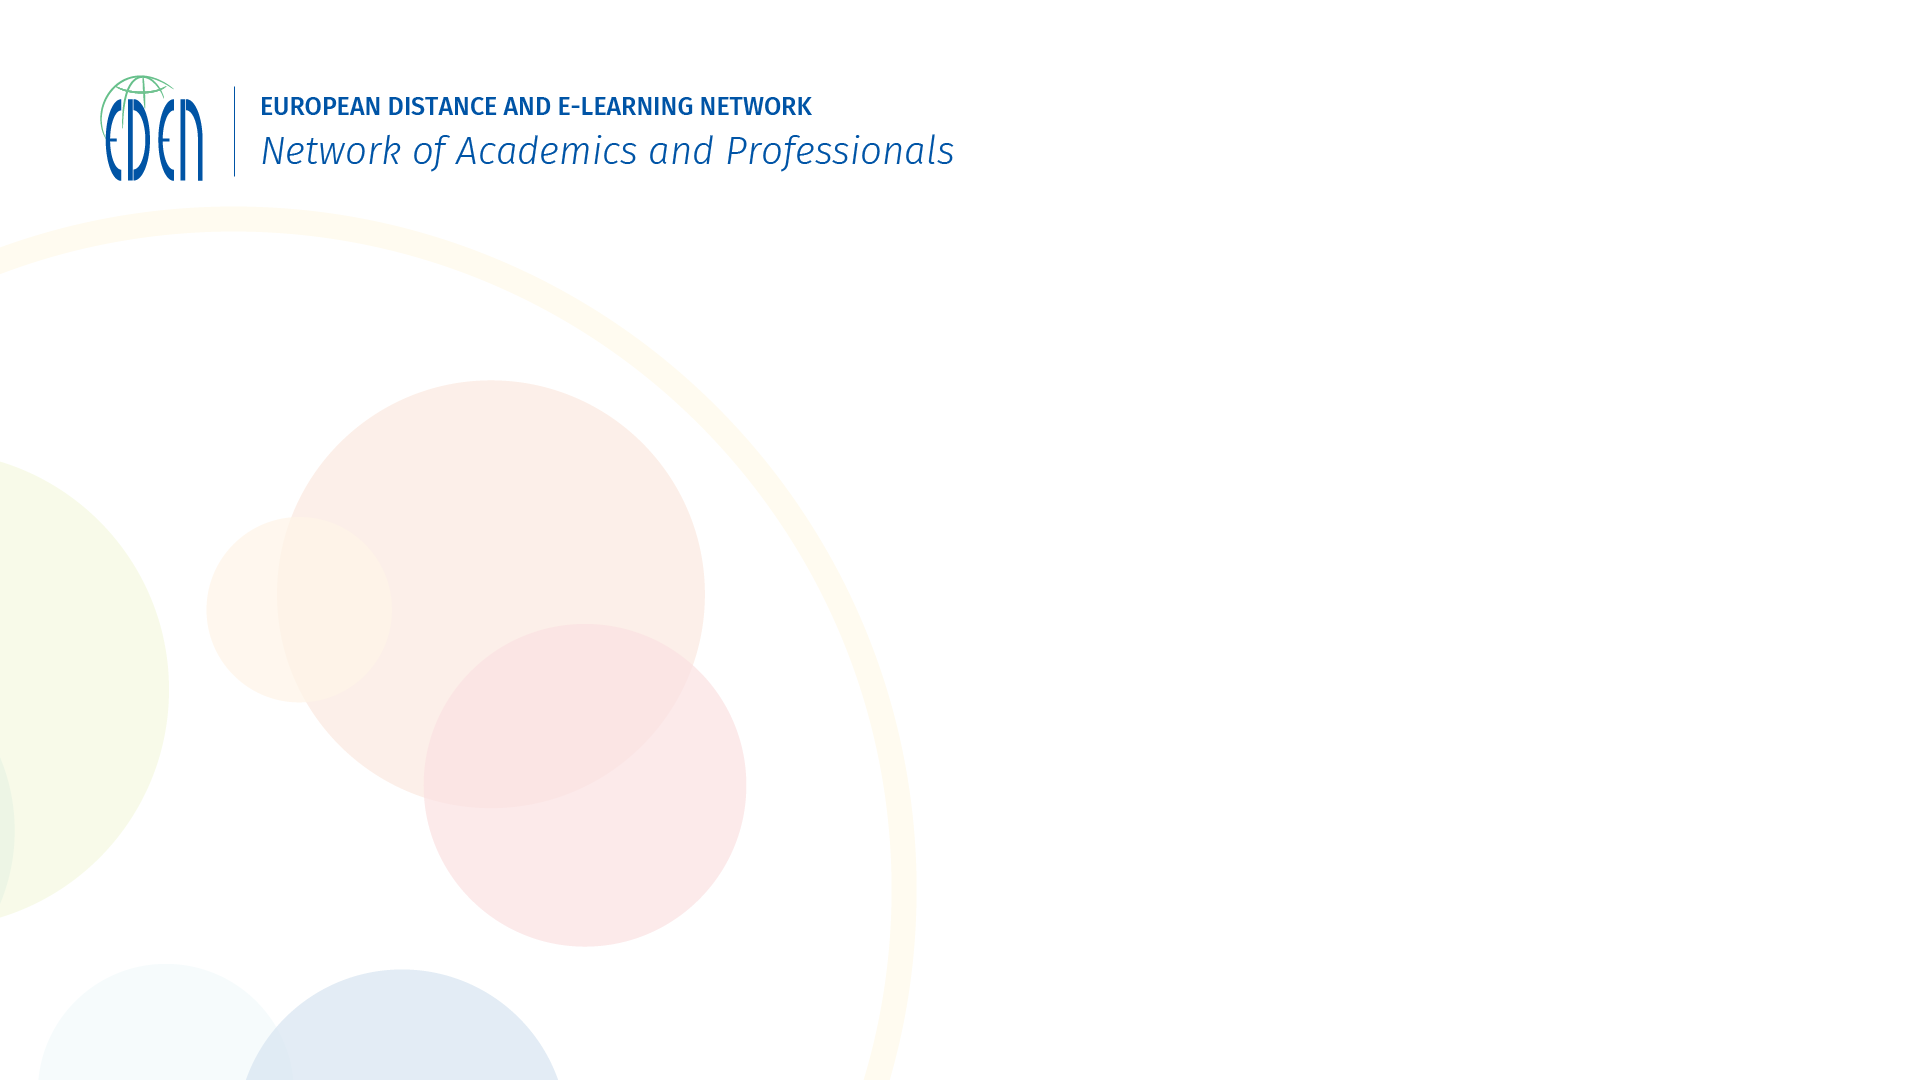 EDEN
EUROPEAN DISTANCE AND E-LEARNING NETWORK
Network of Academics and Professionals